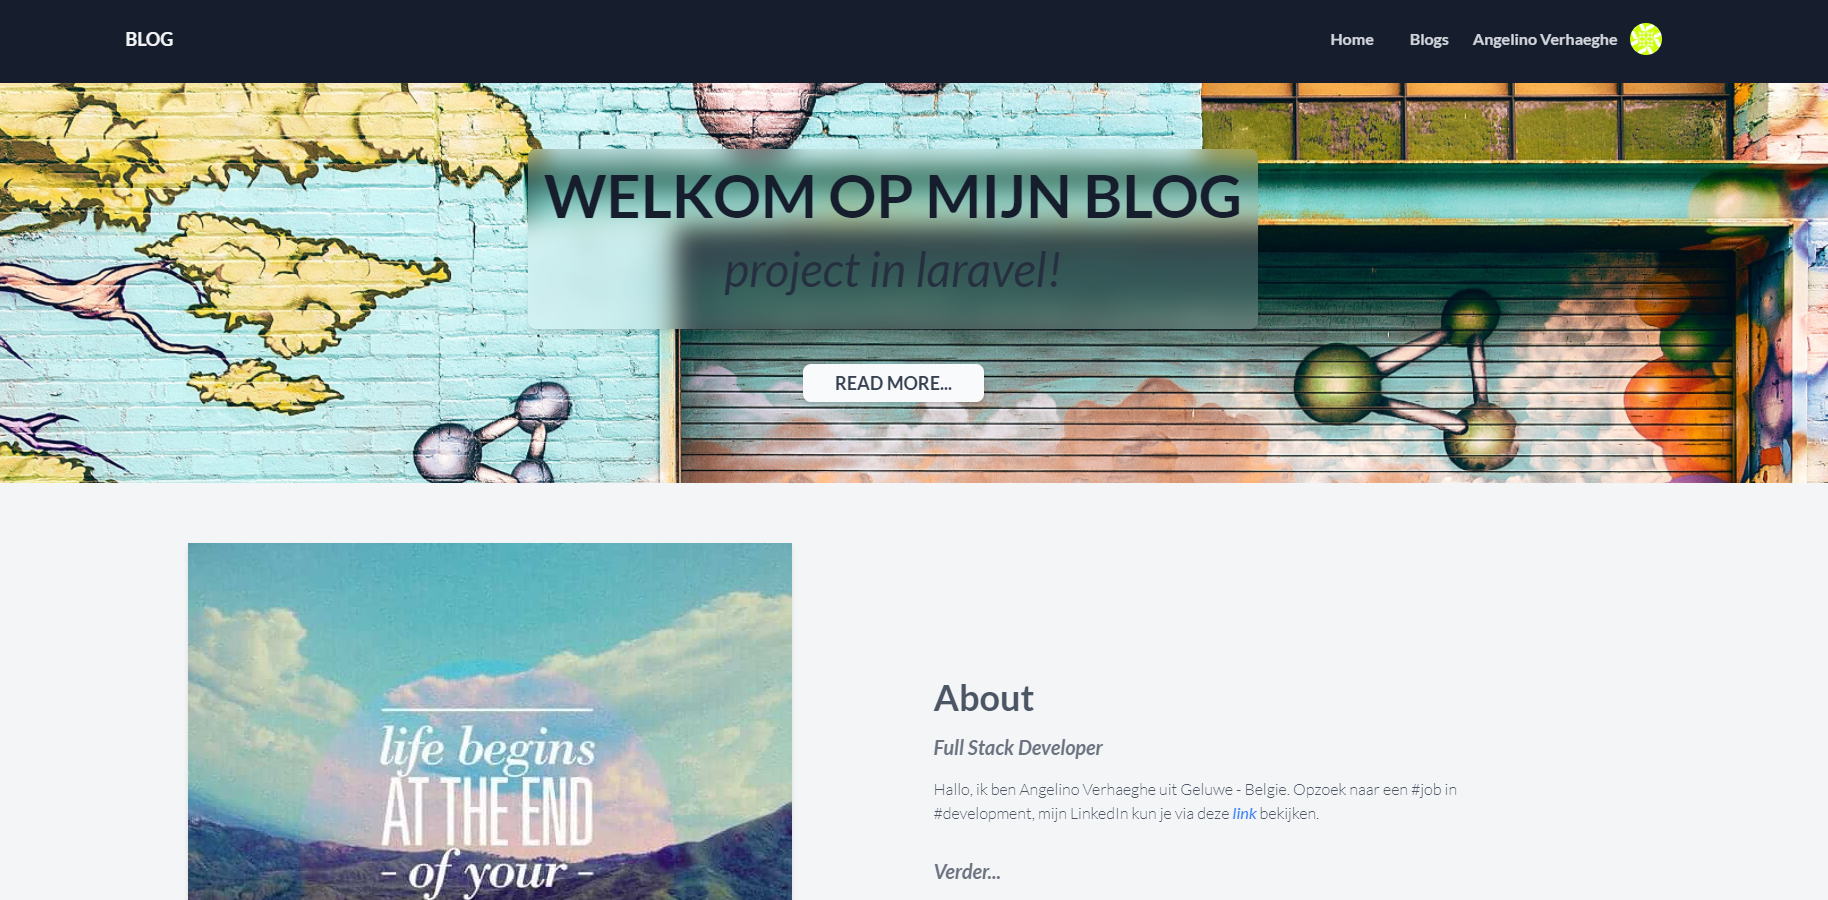 BLOG
Home Blogs Angelino Verhaeghe
WELKOM OP MIJN BLOG
project in laravel!
READ MORE...
life begins
AT THE END
- of your -
About
Full Stack Developer
Hallo, ik ben Angelino Verhaeghe uit Geluwe - Belgie. Opzoek naar een #job in
#development, mijn LinkedIn kun je via deze link bekijken.
Verder...